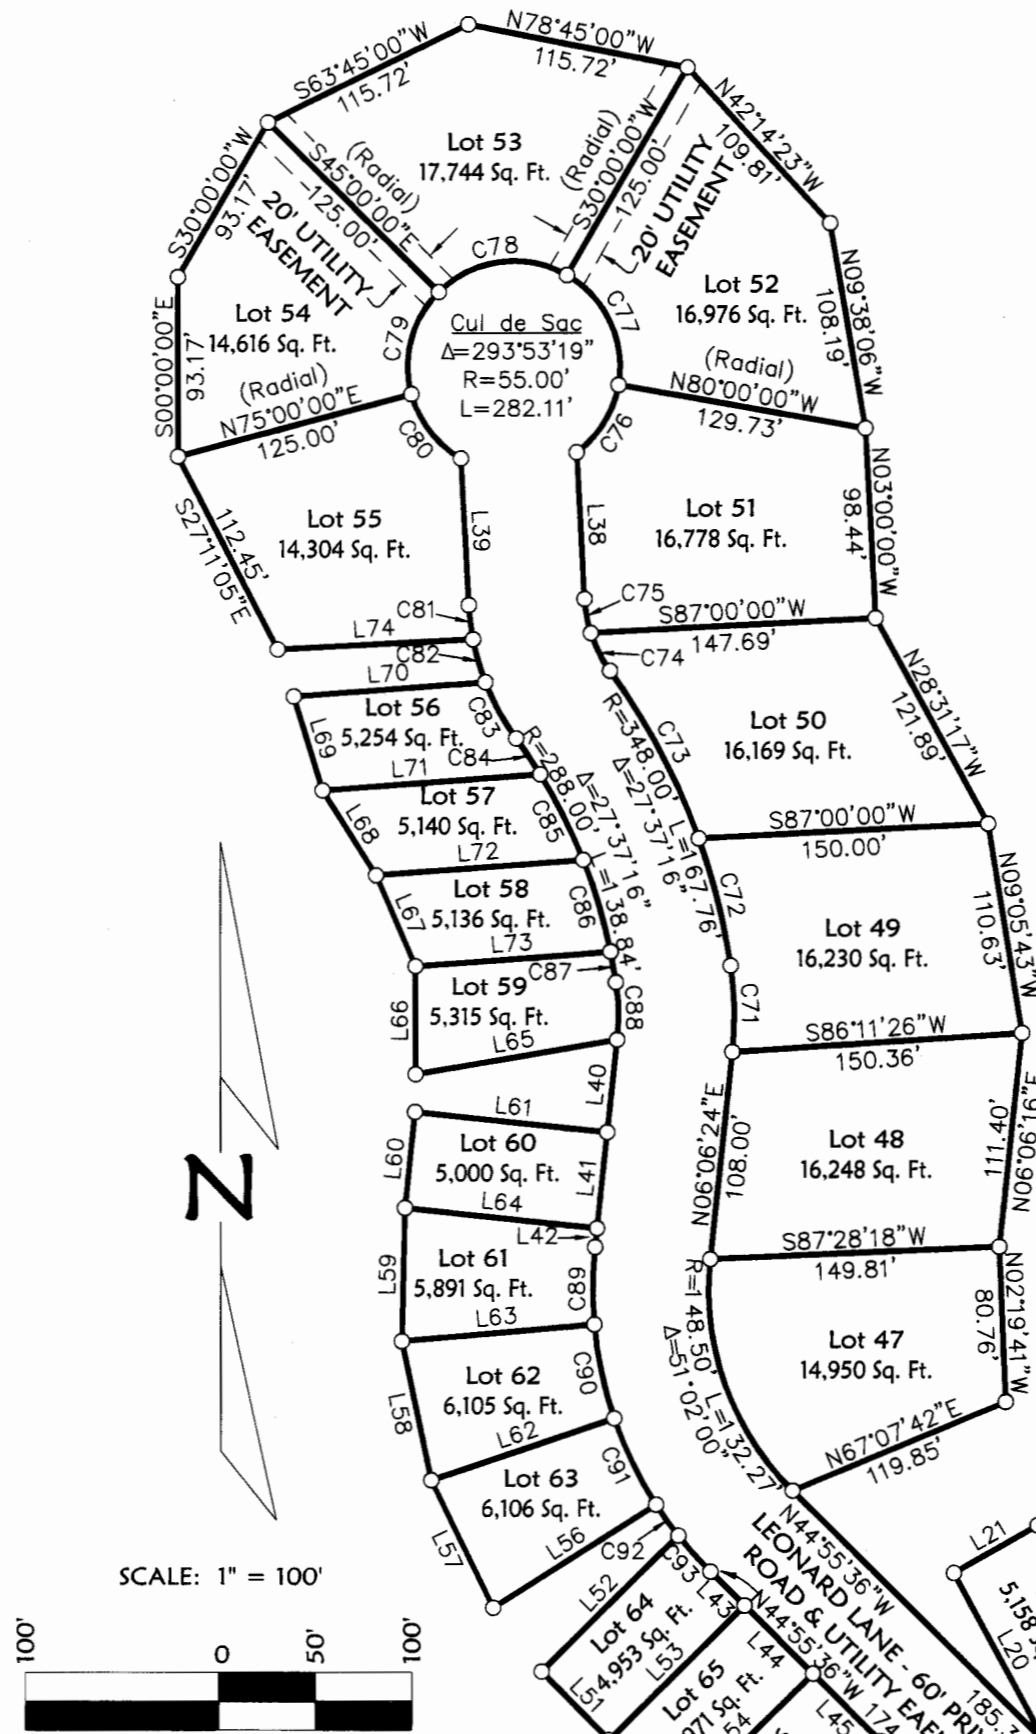 N78°45'00"W
115.72'
S63°45'00"W
115.72'
N42°14'23"W
109.81'
Lot 53
17,744 Sq. Ft.
(Radial)
S45°00'00"E
125.00'
(Radial)
S30°00'00"W
125.00'
20' UTILITY
EASEMENT
S30°00'00"W
93.17'
20' UTILITY
EASEMENT
C78
C77
Lot 52
16,976 Sq. Ft.
N09°38'06"W
108.19'
Lot 54
14,616 Sq. Ft.
C79
Cul de Sac
Δ=293°53'19"
R=55.00'
L=282.11'
S00°00'00"E
93.17'
(Radial)
N75°00'00"E
125.00'
(Radial)
N80°00'00"W
129.73'
C80
C76
S27°11'05"E
112.45'
Lot 55
14,304 Sq. Ft.
L39
L38
Lot 51
16,778 Sq. Ft.
N03°00'00"W
98.44'
C81
C75
L74
C82
S87°00'00"W
147.69'
C74
L70
Lot 56
5,254 Sq. Ft.
L69
C83
C84
R=288.00'
Δ=27°37'16"
L=138.84'
R=348.00'
Δ=27°37'16"
L=167.76'
C73
Lot 50
16,169 Sq. Ft.
N28°31'17"W
121.89'
L71
Lot 57
5,140 Sq. Ft.
L68
C85
S87°00'00"W
150.00'
L72
Lot 58
5,136 Sq. Ft.
L67
C86
C72
Lot 49
16,230 Sq. Ft.
N09°05'43"W
110.63'
L73
C87
Lot 59
5,315 Sq. Ft.
L66
C88
C71
L65
S86°11'26"W
150.36'
L40
L61
Lot 60
5,000 Sq. Ft.
L60
L41
N06°06'24"E
108.00'
Lot 48
16,248 Sq. Ft.
N06°06'16"E
111.40'
L64
L42
N
Lot 61
5,891 Sq. Ft.
L59
C89
S87°28'18"W
149.81'
L63
R=148.50'
Δ=51°02'00"
L=132.27'
Lot 47
14,950 Sq. Ft.
N02°19'41"W
80.76'
Lot 62
6,105 Sq. Ft.
L58
C90
L62
N67°07'42"E
119.85'
Lot 63
6,106 Sq. Ft.
C91
L57
L56
C92
C93
SCALE: 1" = 100'
L52
L43
N44°55'36"W
LEONARD LANE - 60'
ROAD & UTILITY
N44°55'36"W
L21
5,158
L20
Lot 64
4,953 Sq. Ft.
L53
L51
L44
Lot 65
Sq. Ft.
L45
100'
0
50'
100'